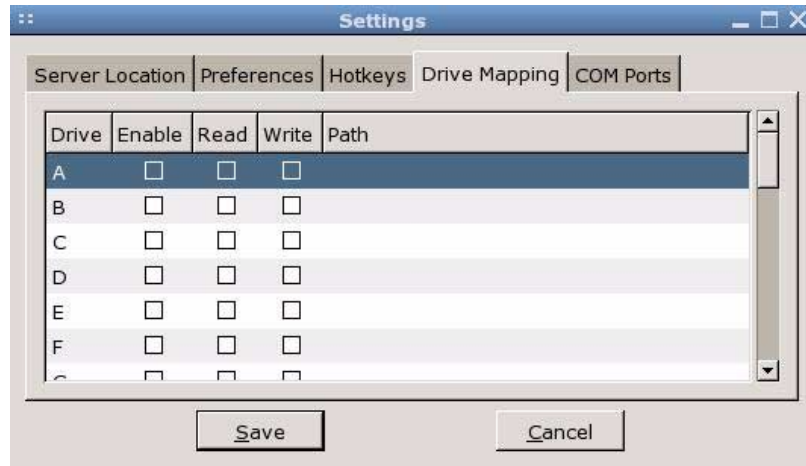 Settings
Server Location Preferences Hotkeys Drive Mapping COM Ports
Drive Enable Read Write Path
A
B
C
D
E
F
Save Cancel